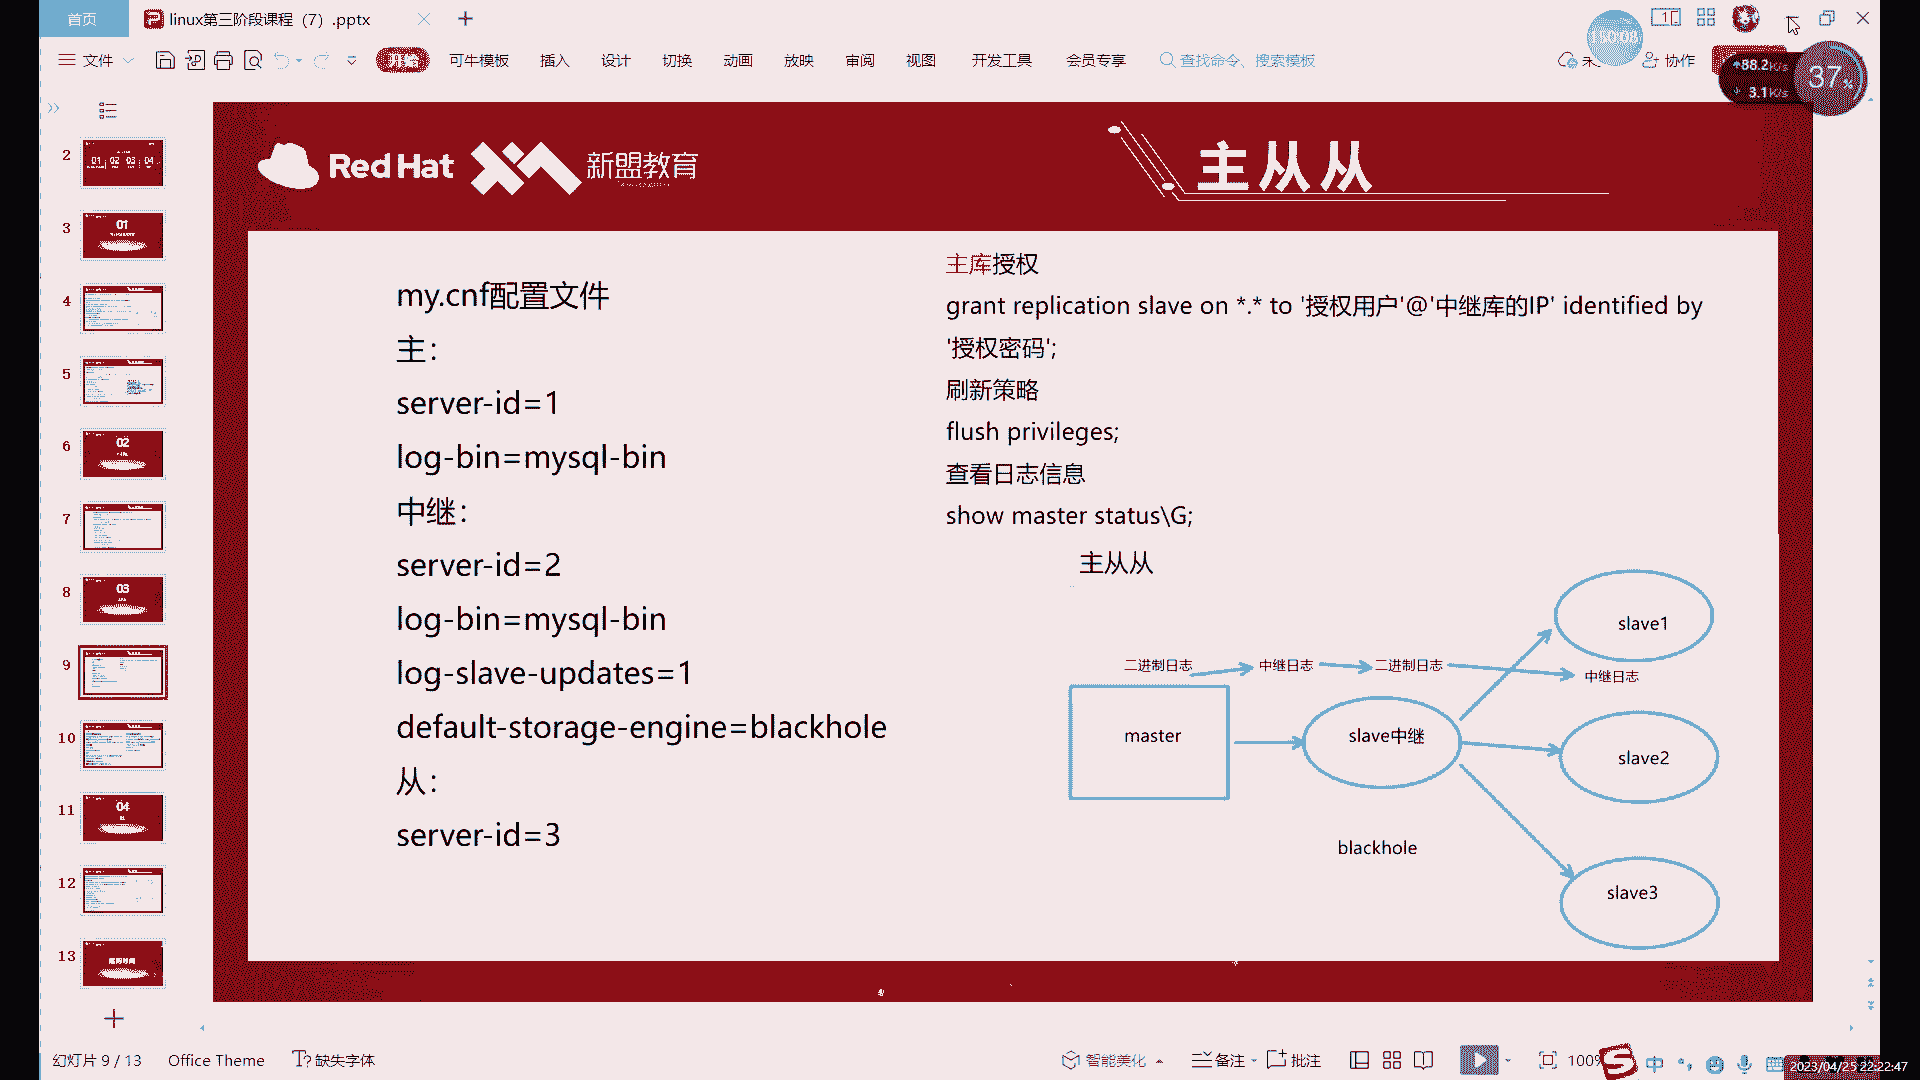 首页
linux第三阶段课程（7）.pptx
文件
开始
可牛模板
插入
设计
切换
动画
放映
审阅
视图
开发工具
会员专享
查找命令、搜索模板
协作
88.2K/s
3.1K/s
37%
Red Hat
新盟教育
主从从
my.cnf配置文件
主：
server-id=1
log-bin=mysql-bin
中继：
server-id=2
log-bin=mysql-bin
log-slave-updates=1
default-storage-engine=blackhole
从：
server-id=3
主库授权
grant replication slave on *.* to '授权用户'@'中继库的IP' identified by
'授权密码';
刷新策略
flush privileges;
查看日志信息
show master status\G;
主从从
二进制日志
中继日志
二进制日志
中继日志
master
slave中继
slave1
slave2
slave3
blackhole
2
01 02 03 04
3
01
4
5
6
02
7
8
03
9
10
11
04
12
13
幻灯片 9 / 13
Office Theme
缺失字体
智能美化
备注
批注
100%
中
2023/04/25 22:22:47